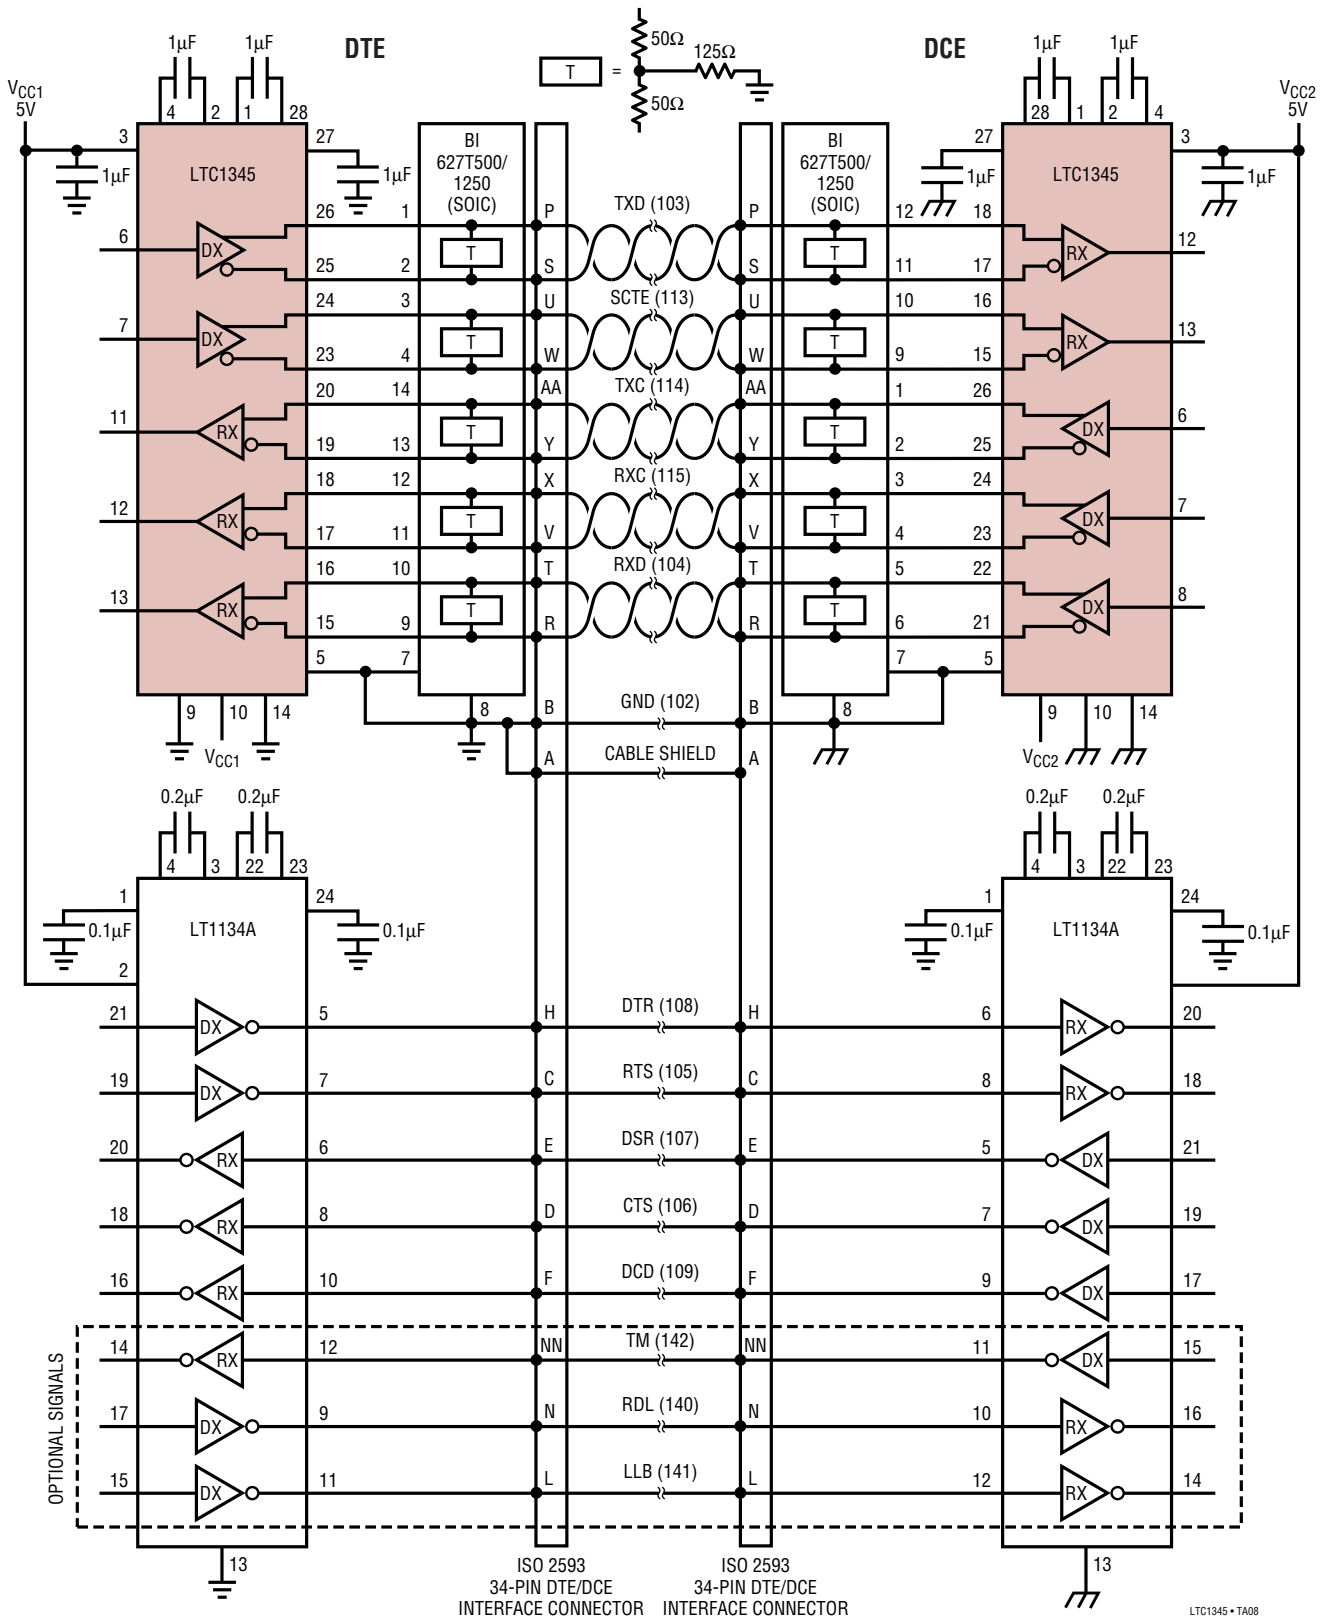 DTE
DCE
1µF
1µF
1µF
1µF
T
=
50Ω
125Ω
50Ω
VCC1
5V
VCC2
5V
4
2
1
28
28
1
2
4
3
27
27
3
LTC1345
LTC1345
BI
627T500/
1250
(SOIC)
BI
627T500/
1250
(SOIC)
1µF
1µF
1µF
1µF
26
1
P
TXD (103)
P
12
18
6
DX
T
T
RX
12
25
2
S
S
11
17
24
3
U
SCTE (113)
U
10
16
7
DX
T
T
RX
13
23
4
W
W
9
15
20
14
AA
TXC (114)
AA
1
26
11
RX
T
T
DX
6
19
13
Y
Y
2
25
18
12
X
RXC (115)
X
3
24
12
RX
T
T
DX
7
17
11
V
V
4
23
16
10
T
RXD (104)
T
5
22
13
RX
T
T
DX
8
15
9
R
R
6
21
5
7
7
5
9
10
14
8
B
GND (102)
B
8
9
10
14
VCC1
VCC2
A
CABLE SHIELD
A
0.2µF
0.2µF
0.2µF
0.2µF
4
3
22
23
4
3
22
23
1
24
1
24
LT1134A
LT1134A
0.1µF
0.1µF
0.1µF
0.1µF
2
21
DX
5
H
DTR (108)
H
6
RX
20
19
DX
7
C
RTS (105)
C
8
RX
18
20
RX
6
E
DSR (107)
E
5
DX
21
18
RX
8
D
CTS (106)
D
7
DX
19
16
RX
10
F
DCD (109)
F
9
DX
17
OPTIONAL SIGNALS
14
RX
12
NN
TM (142)
NN
11
DX
15
17
DX
9
N
RDL (140)
N
10
RX
16
15
DX
11
L
LLB (141)
L
12
RX
14
13
13
ISO 2593
34-PIN DTE/DCE
INTERFACE CONNECTOR
ISO 2593
34-PIN DTE/DCE
INTERFACE CONNECTOR
LTC1345 • TA08